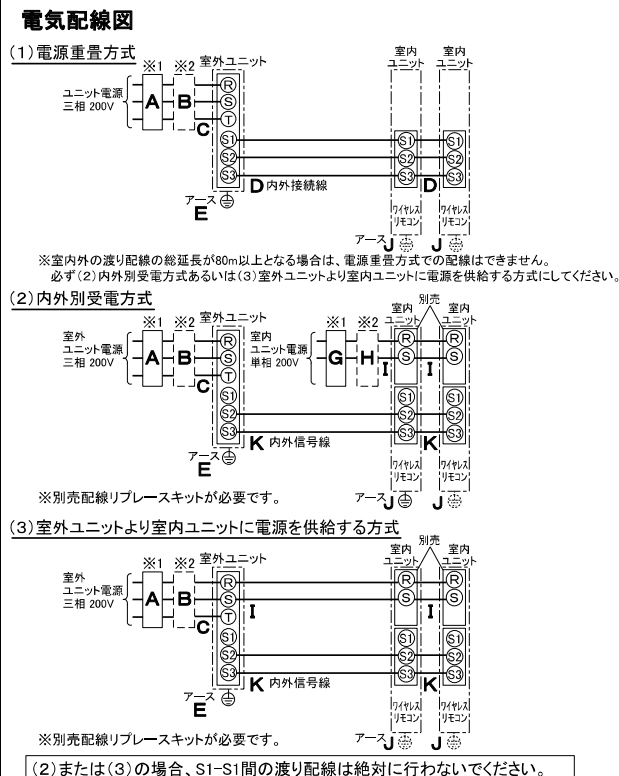 電気配線図
(1)電源重畳方式
※1 ※2 室外ユニット
室内ユニット 室内ユニット
ユニット電源
三相 200V
A B C
R
S
T
S1 S1 S1
S2 S2 S2
S3 S3 S3
D 内外接続線 D
アース
E
ワイヤレスリモコン ワイヤレスリモコン
アース J J
※室内外の渡り配線の総延長が80m以上となる場合は、電源重畳方式での配線はできません。
必ず(2)内外別受電方式あるいは(3)室外ユニットより室内ユニットに電源を供給する方式にしてください。
(2)内外別受電方式
別売
※1 ※2 室外ユニット ※1 ※2 室内ユニット 室内ユニット
室外
ユニット電源
三相 200V
A B C
室内
ユニット電源
単相 200V
G H I I
R R R
S S S
T
S1 S1 S1
S2 S2 S2
S3 S3 S3
K 内外信号線 K
アース
E
ワイヤレスリモコン ワイヤレスリモコン
※別売配線リプレースキットが必要です。
アース J J
(3)室外ユニットより室内ユニットに電源を供給する方式
別売
※1 ※2 室外ユニット 室内ユニット 室内ユニット
室外
ユニット電源
三相 200V
A B C
R R R
S S S
T I I
S1 S1 S1
S2 S2 S2
S3 S3 S3
K 内外信号線 K
アース
E
ワイヤレスリモコン ワイヤレスリモコン
※別売配線リプレースキットが必要です。
アース J J
(2)または(3)の場合、S1-S1間の渡り配線は絶対に行わないでください。